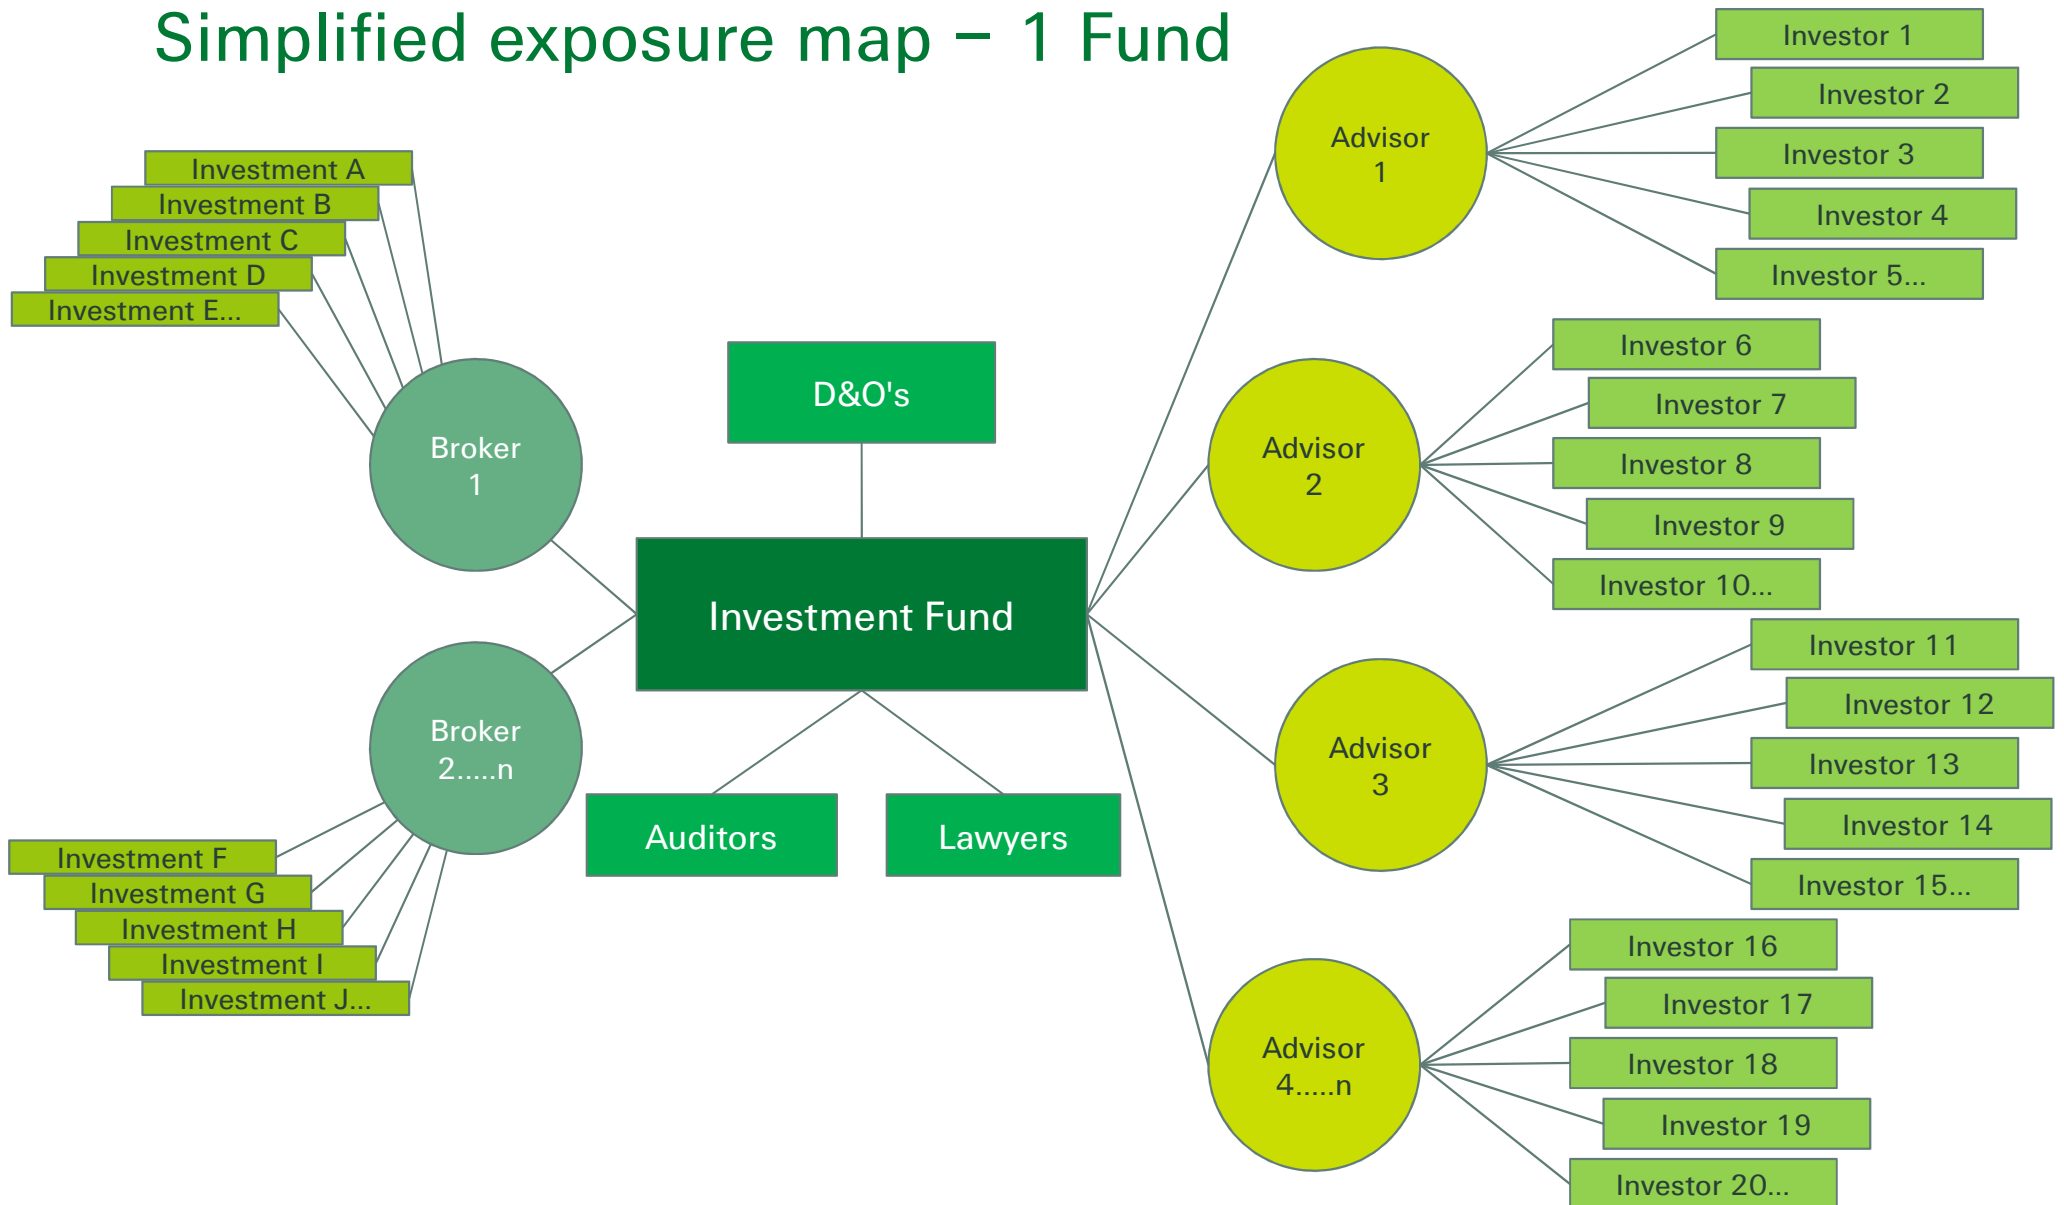 Simplified exposure map – 1 Fund
Investment A
Investment B
Investment C
Investment D
Investment E...
Broker
1
Broker
2.....n
Investment F
Investment G
Investment H
Investment I
Investment J...
D&O's
Investment Fund
Auditors
Lawyers
Advisor
1
Investor 1
Investor 2
Investor 3
Investor 4
Investor 5...
Advisor
2
Investor 6
Investor 7
Investor 8
Investor 9
Investor 10...
Advisor
3
Investor 11
Investor 12
Investor 13
Investor 14
Investor 15...
Advisor
4.....n
Investor 16
Investor 17
Investor 18
Investor 19
Investor 20...